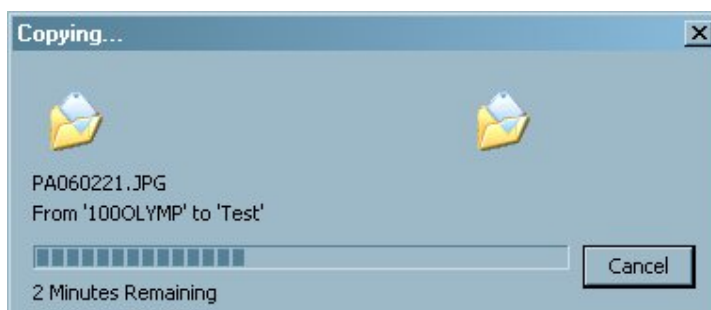 Copying...
PA060221.JPG
From '100OLYMP' to 'Test'
Cancel
2 Minutes Remaining